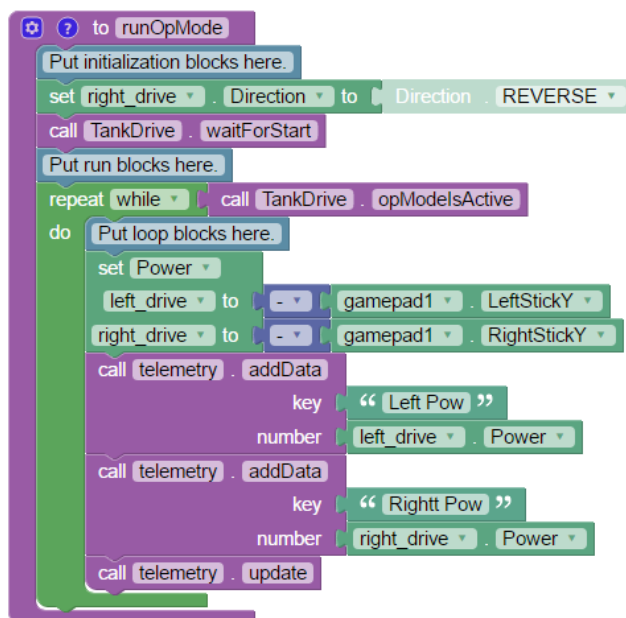 ? to runOpMode
Put initialization blocks here.
set right_drive . Direction to Direction . REVERSE
call TankDrive . waitForStart
Put run blocks here.
repeat while call TankDrive . opModeIsActive
do Put loop blocks here.
set Power
left_drive to - gamepad1 . LeftStickY
right_drive to - gamepad1 . RightStickY
call telemetry . addData
key “ Left Pow ”
number left_drive . Power
call telemetry . addData
key “ Rightt Pow ”
number right_drive . Power
call telemetry . update